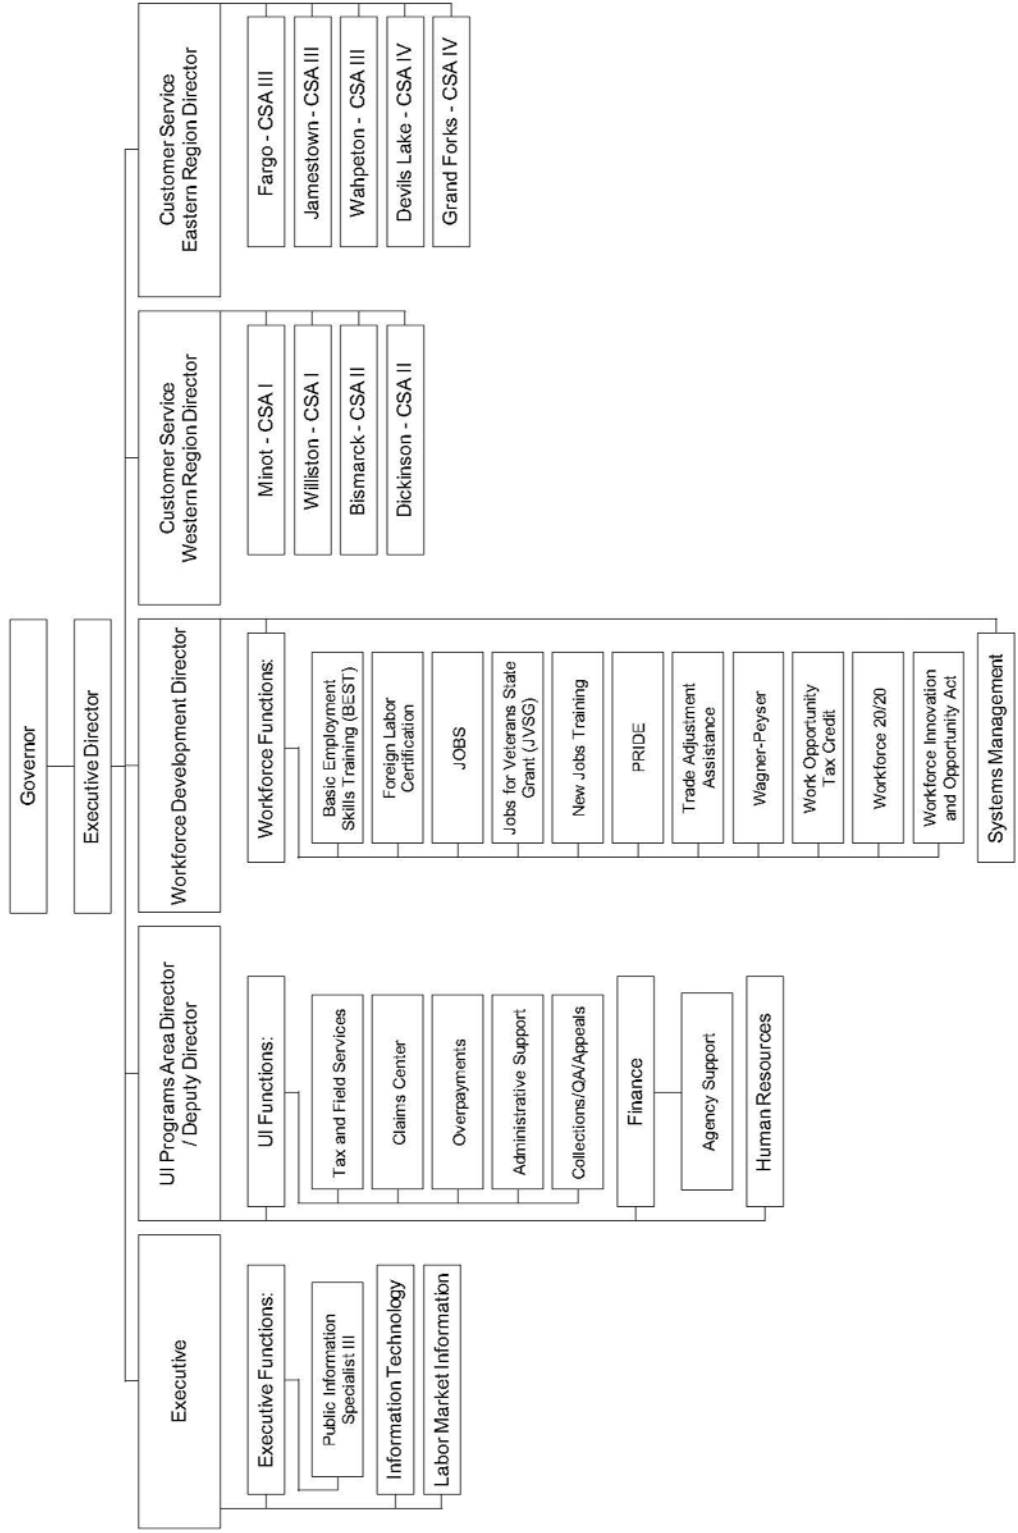 Governor
Executive Director
Executive
Executive Functions:
Public Information
Specialist III
Information Technology
Labor Market Information
UI Programs Area Director
/ Deputy Director
UI Functions:
Tax and Field Services
Claims Center
Overpayments
Administrative Support
Collections/QA/Appeals
Finance
Agency Support
Human Resources
Workforce Development Director
Workforce Functions:
Basic Employment
Skills Training (BEST)
Foreign Labor
Certification
JOBS
Jobs for Veterans State
Grant (JVSG)
New Jobs Training
PRIDE
Trade Adjustment
Assistance
Wagner-Peyser
Work Opportunity
Tax Credit
Workforce 20/20
Workforce Innovation
and Opportunity Act
Systems Management
Customer Service
Western Region Director
Minot - CSA I
Williston - CSA I
Bismarck - CSA II
Dickinson - CSA II
Customer Service
Eastern Region Director
Fargo - CSA III
Jamestown - CSA III
Wahpeton - CSA III
Devils Lake - CSA IV
Grand Forks - CSA IV